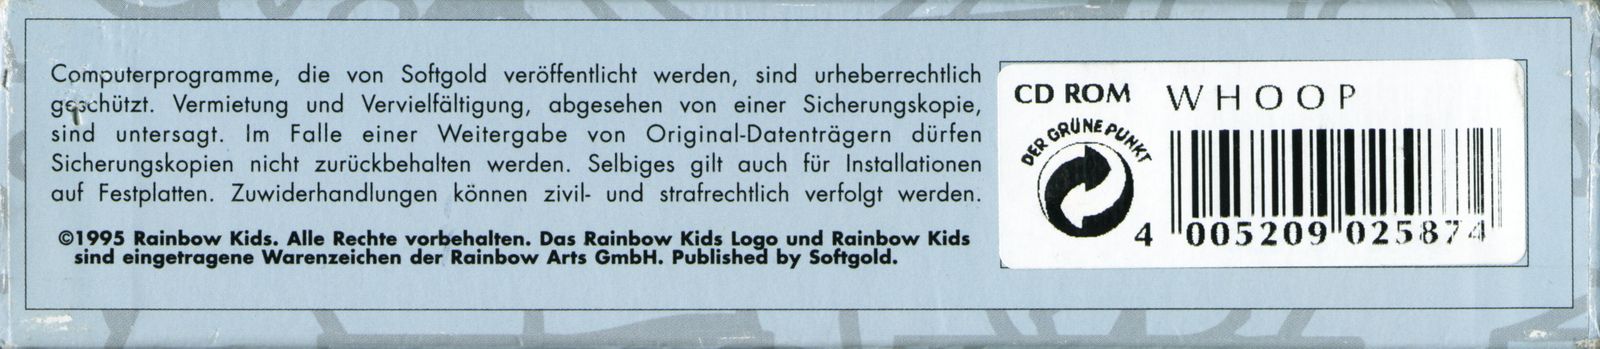 Computerprogramme, die von Softgold veröffentlicht werden, sind urheberrechtlich
geschützt. Vermietung und Vervielfältigung, abgesehen von einer Sicherungskopie,
sind untersagt. Im Falle einer Weitergabe von Original-Datenträgern dürfen
Sicherungskopien nicht zurückbehalten werden. Selbiges gilt auch für Installationen
auf Festplatten. Zuwiderhandlungen können zivil- und strafrechtlich verfolgt werden.
©1995 Rainbow Kids. Alle Rechte vorbehalten. Das Rainbow Kids Logo und Rainbow Kids
sind eingetragene Warenzeichen der Rainbow Arts GmbH. Published by Softgold.
CD ROM WHOOP
DER GRÜNE PUNKT
4 005209 025874